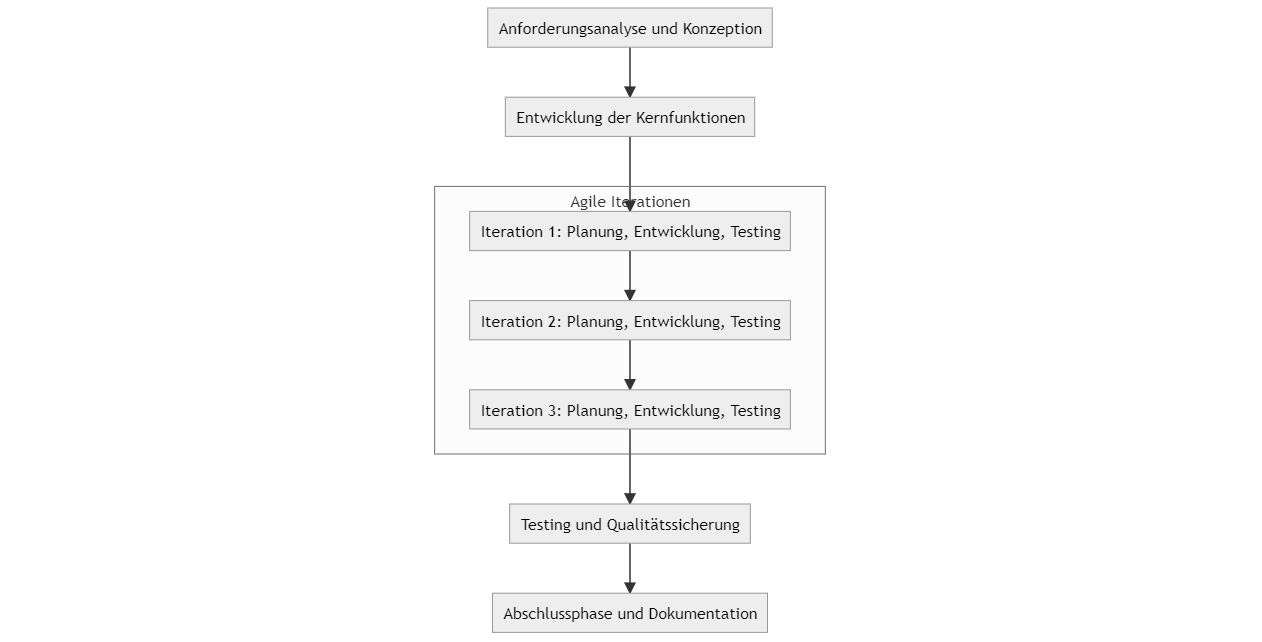 Anforderungsanalyse und Konzeption
Entwicklung der Kernfunktionen
Agile Iterationen
Iteration 1: Planung, Entwicklung, Testing
Iteration 2: Planung, Entwicklung, Testing
Iteration 3: Planung, Entwicklung, Testing
Testing und Qualitätssicherung
Abschlussphase und Dokumentation